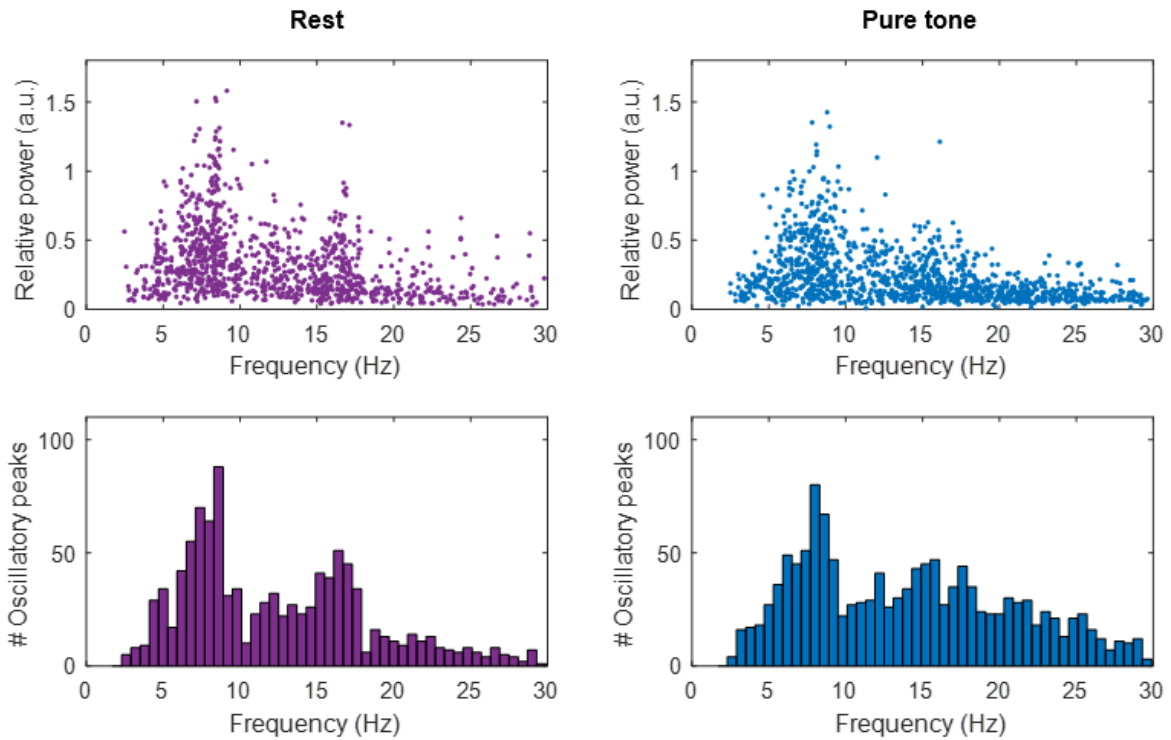 Rest
Pure tone
Relative power (a.u.)
1.5
1
0.5
0
0 5 10 15 20 25 30
Frequency (Hz)
Relative power (a.u.)
1.5
1
0.5
0
0 5 10 15 20 25 30
Frequency (Hz)
# Oscillatory peaks
100
50
0
0 5 10 15 20 25 30
Frequency (Hz)
# Oscillatory peaks
100
50
0
0 5 10 15 20 25 30
Frequency (Hz)